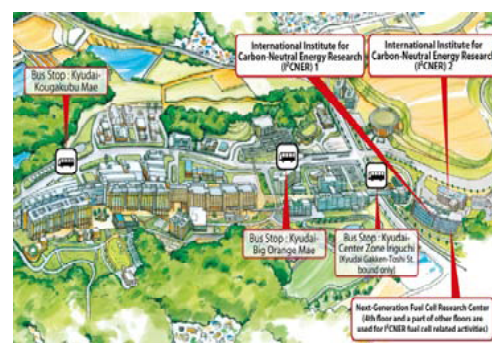 International Institute for
Carbon-Neutral Energy Research
(I²CNER) 1
International Institute for
Carbon-Neutral Energy Research
(I²CNER) 2
Bus Stop : Kyudai-
Kougakubu Mae
Bus Stop : Kyudai-
Big Orange Mae
Bus Stop : Kyudai-
Center Zone Iriguchi
(Kyudai Gakken-Toshi St.
bound only)
Next-Generation Fuel Cell Research Center
(4th floor and a part of other floors are
used for I²CNER fuel cell related activities)